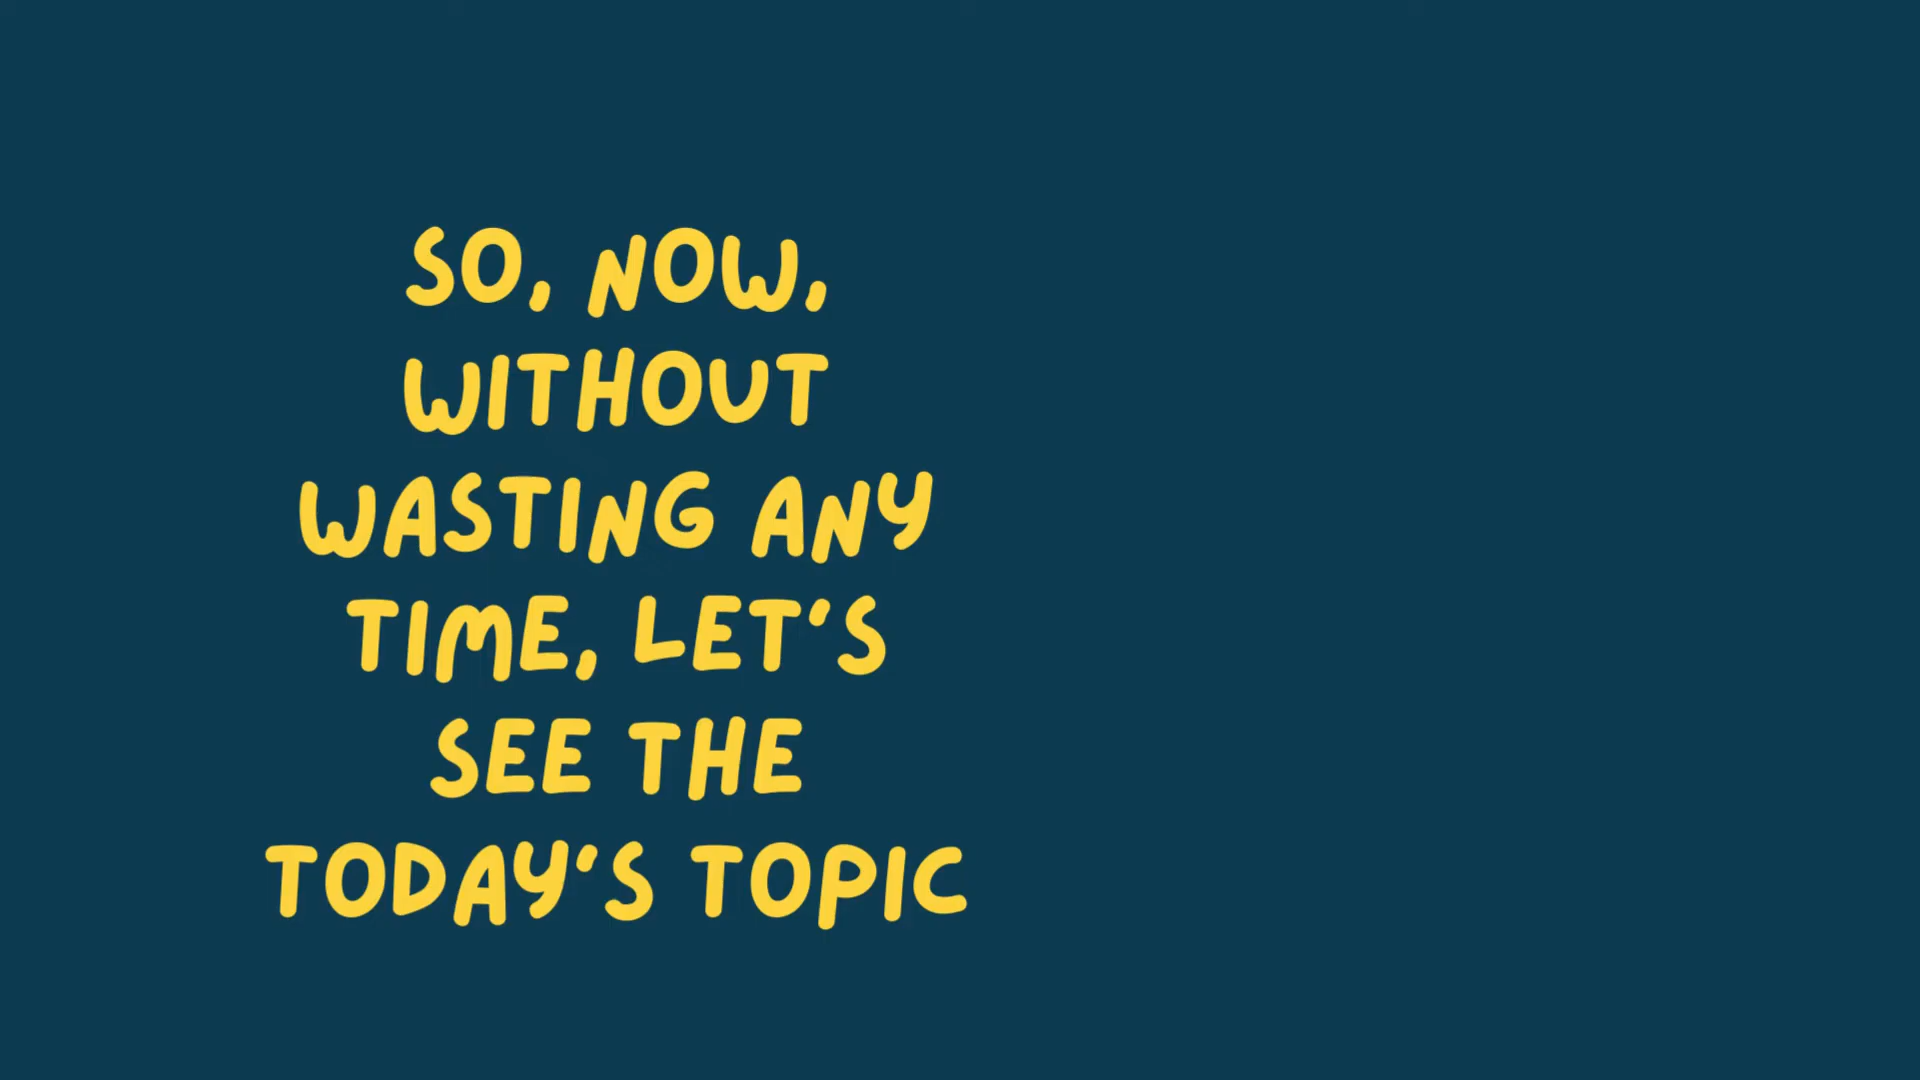 SO, NOW,
WITHOUT
WASTING ANY
TIME, LET'S
SEE THE
TODAY'S TOPIC